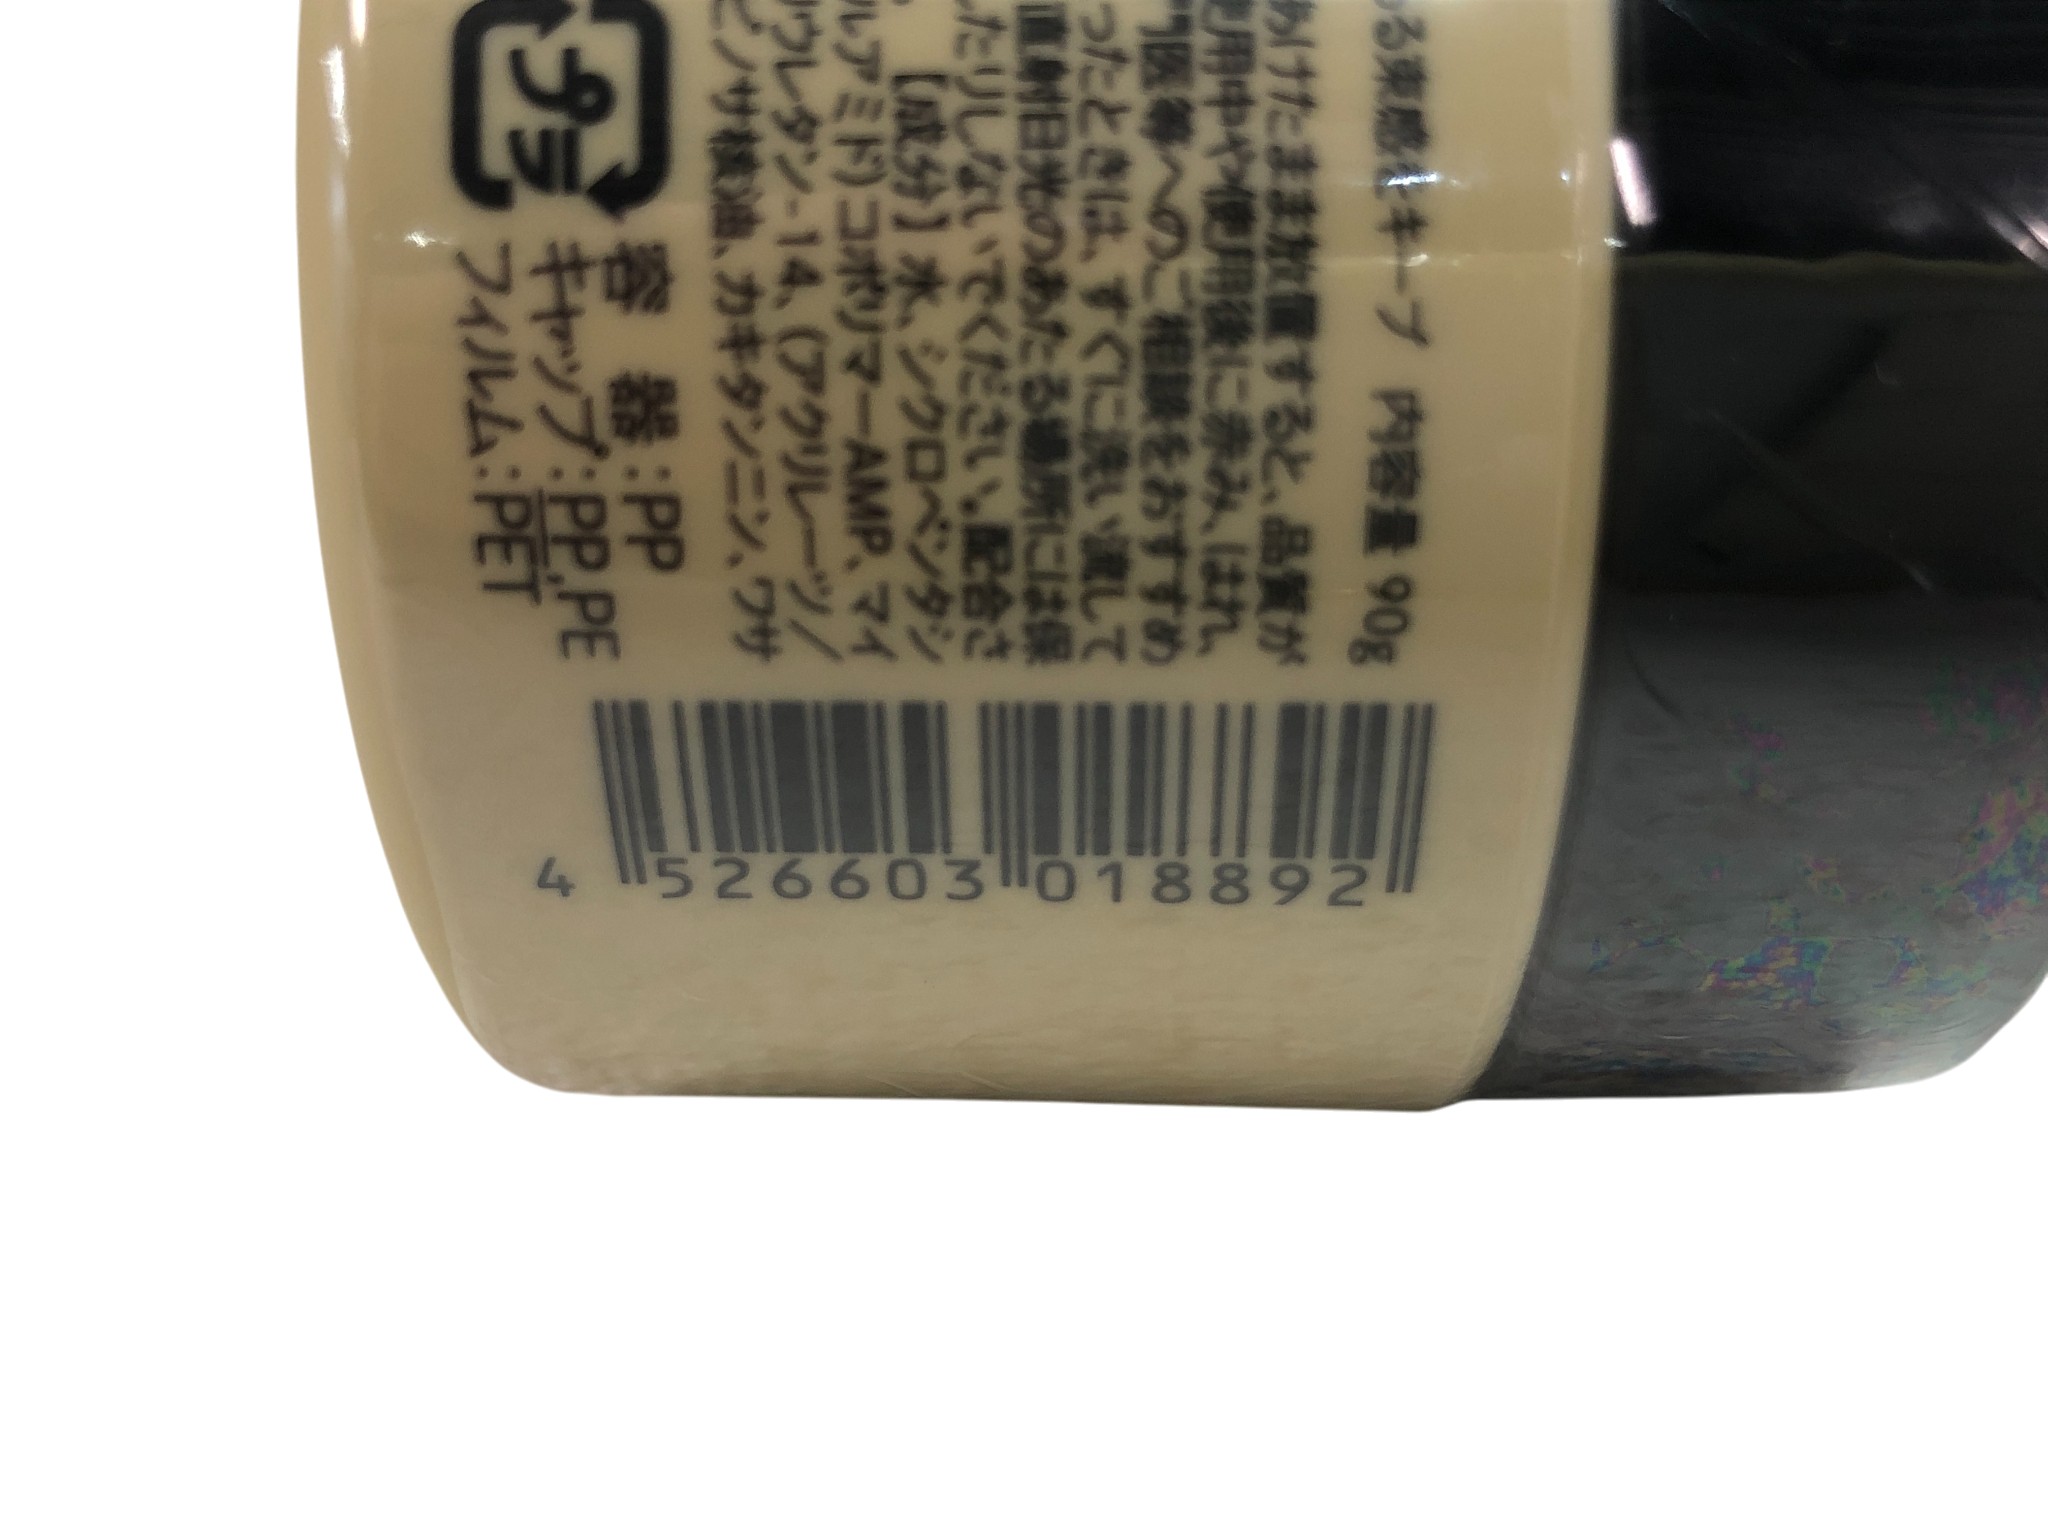 る束感キープ 内容量 90g
あけたまま放置すると、品質が
使用中や使用後に赤み、はれ、
門医等へのご相談をおすすめ
ったときは、すぐに洗い流して
直射日光のあたる場所には保
たりしないでください。配合さ
【成分】水、シクロペンタシ
ルアミド)コポリマーAMP、マイ
リウレタン-14、(アクリレーツ/
ピノサ核油、カキタンニン、ワサ
プラ
容 器:PP
キャップ:PP,PE
フィルム:PET
4 526603 018892